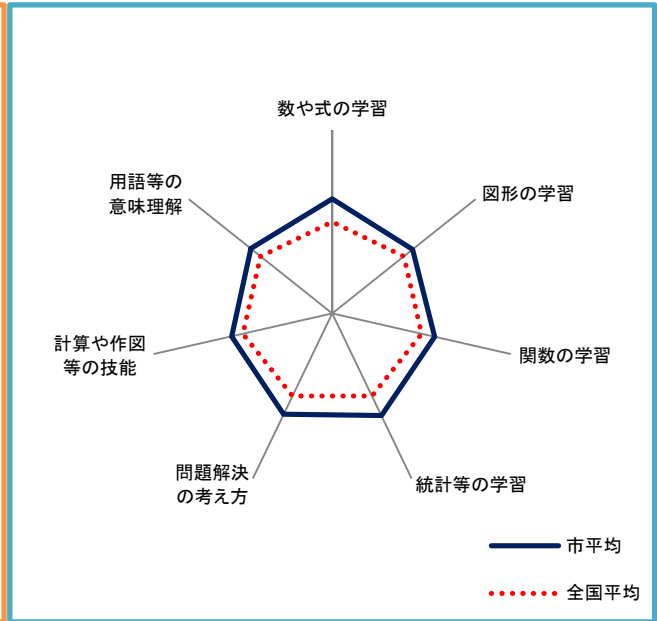 数や式の学習
図形の学習
関数の学習
統計等の学習
問題解決
の考え方
計算や作図
等の技能
用語等の
意味理解
市平均
全国平均